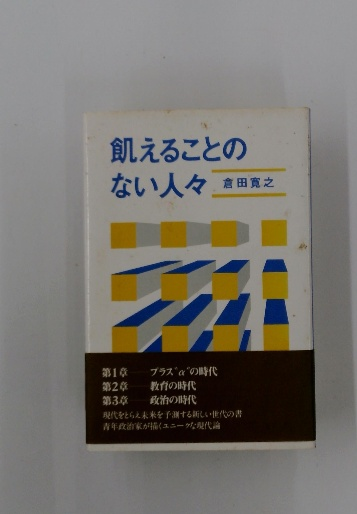 飢えることの
ない人々
倉田寛之
第1章――プラス"α"の時代
第2章――教育の時代
第3章――政治の時代
現代をとらえ未来を予測する新しい世代の書
青年政治家が描くユニークな現代論